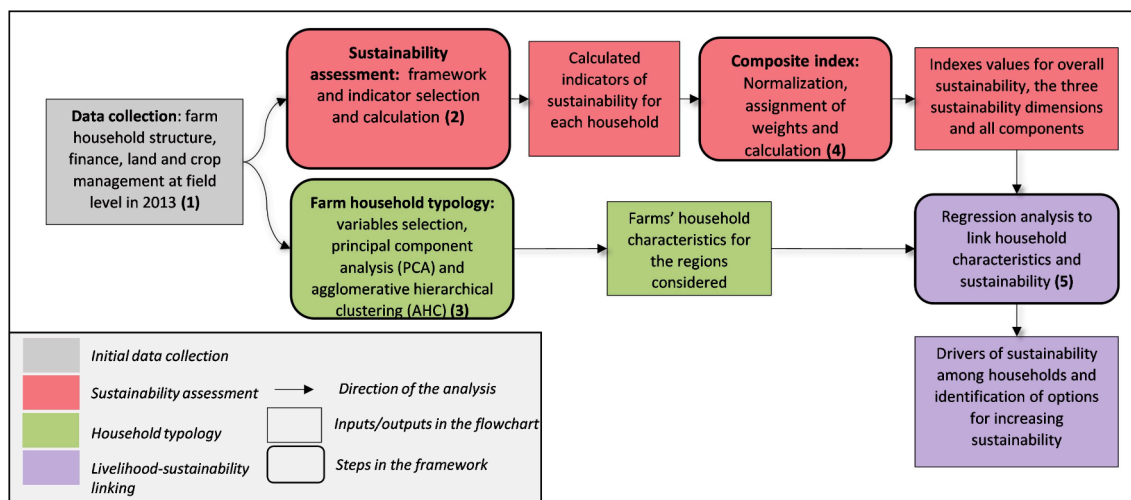 Data collection: farm
household structure,
finance, land and crop
management at field
level in 2013 (1)
Sustainability
assessment: framework
and indicator selection
and calculation (2)
Calculated
indicators of
sustainability for
each household
Composite index:
Normalization,
assignment of
weights and
calculation (4)
Indexes values for overall
sustainability, the three
sustainability dimensions
and all components
Farm household typology:
variables selection,
principal component
analysis (PCA) and
agglomerative hierarchical
clustering (AHC) (3)
Farms' household
characteristics for
the regions
considered
Regression analysis to
link household
characteristics and
sustainability (5)
Drivers of sustainability
among households and
identification of options
for increasing
sustainability
Initial data collection
Sustainability assessment
Household typology
Livelihood-sustainability
linking
Direction of the analysis
Inputs/outputs in the flowchart
Steps in the framework